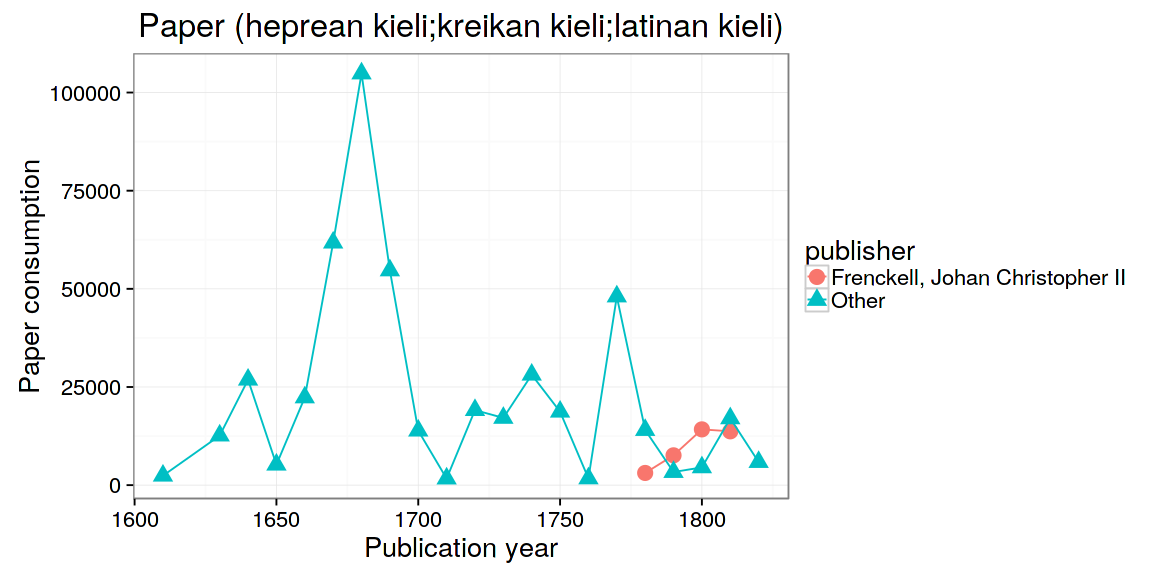 Paper (heprean kieli;kreikan kieli;latinan kieli)
Paper consumption
100000
75000
50000
25000
0
1600 1650 1700 1750 1800
Publication year
publisher
Frenckell, Johan Christopher II
Other